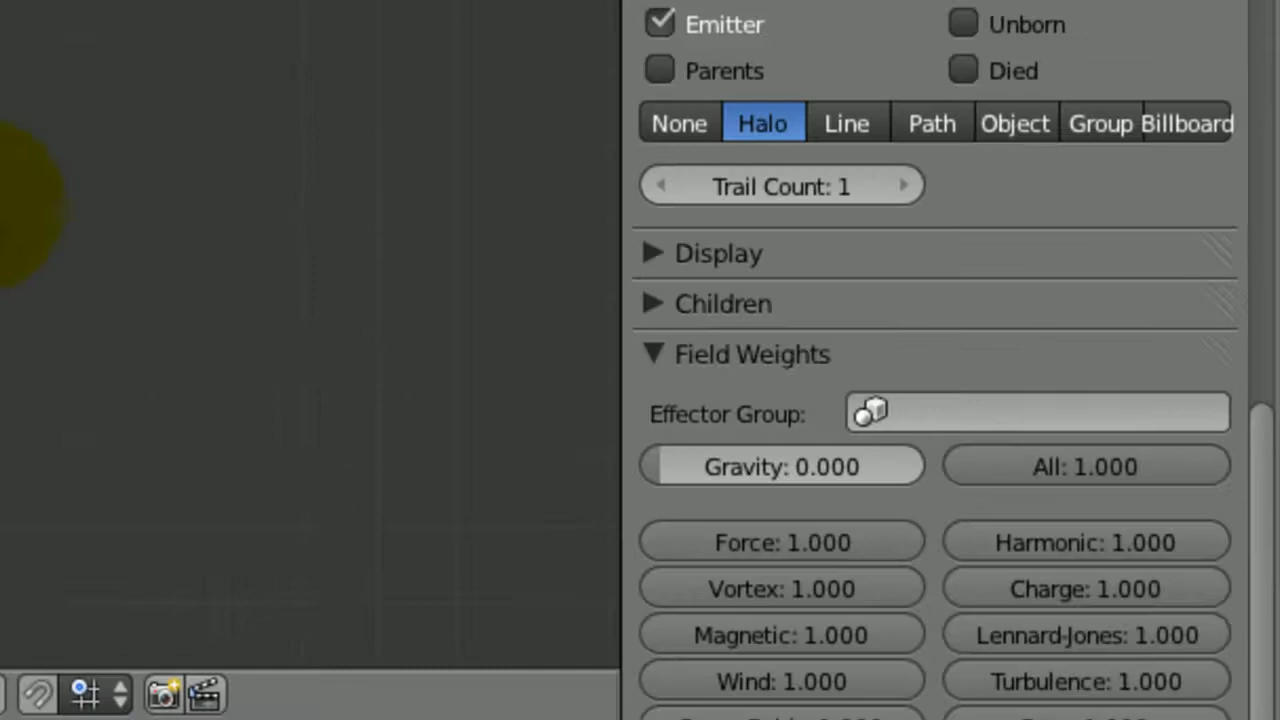 Emitter Unborn
Parents Died
None Halo Line Path Object Group Billboard
Trail Count: 1
Display
Children
Field Weights
Effector Group:
Gravity: 0.000 All: 1.000
Force: 1.000 Harmonic: 1.000
Vortex: 1.000 Charge: 1.000
Magnetic: 1.000 Lennard-Jones: 1.000
Wind: 1.000 Turbulence: 1.000